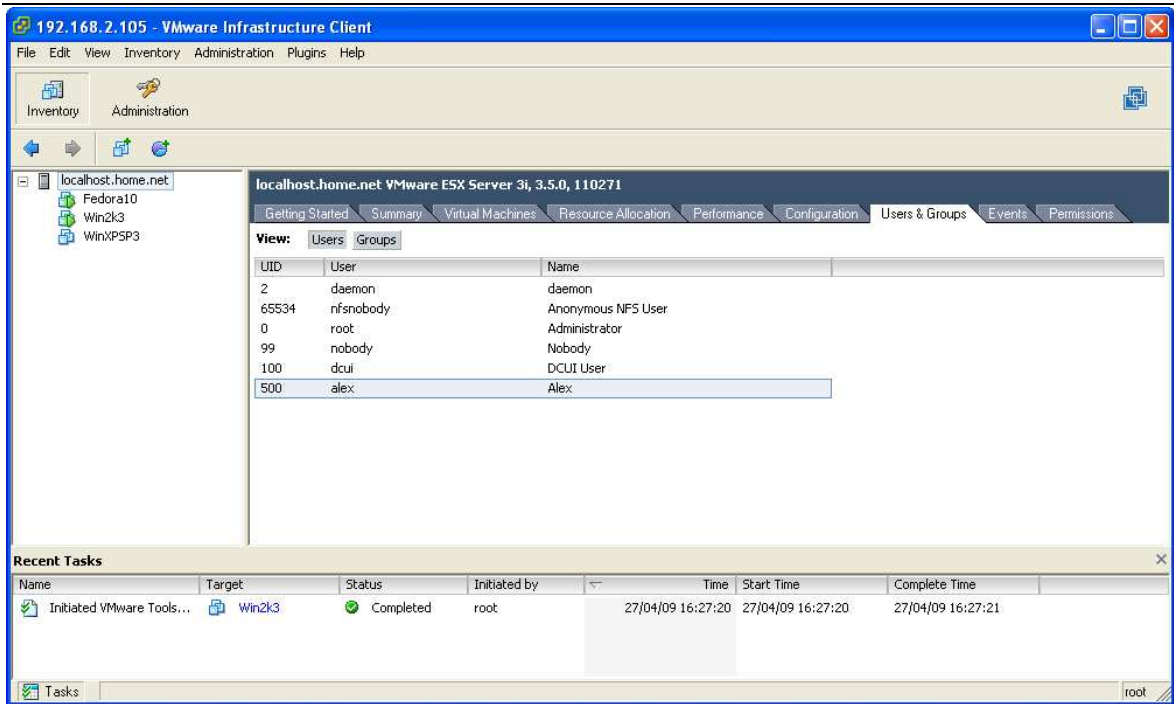 192.168.2.105 - VMware Infrastructure Client
File Edit View Inventory Administration Plugins Help
Inventory Administration
localhost.home.net
Fedora10
Win2k3
WinXPSP3
localhost.home.net VMware ESX Server 3i, 3.5.0, 110271
Getting Started Summary Virtual Machines Resource Allocation Performance Configuration Users & Groups Events Permissions
View: Users Groups
UID User Name
2 daemon daemon
65534 nfsnobody Anonymous NFS User
0 root Administrator
99 nobody Nobody
100 dcui DCUI User
500 alex Alex
Recent Tasks
Name Target Status Initiated by Time Start Time Complete Time
Initiated VMware Tools... Win2k3 Completed root 27/04/09 16:27:20 27/04/09 16:27:20 27/04/09 16:27:21
Tasks root